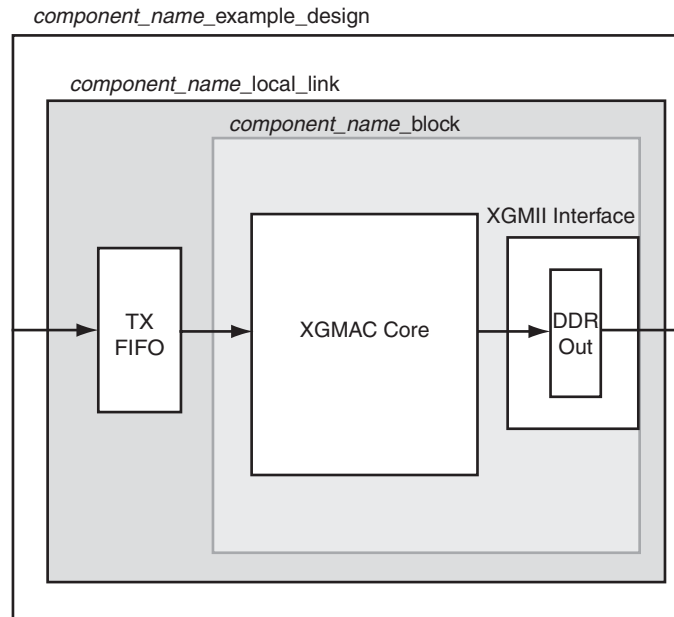 component_name_example_design
component_name_local_link
component_name_block
XGMII Interface
TX
FIFO
XGMAC Core
DDR
Out